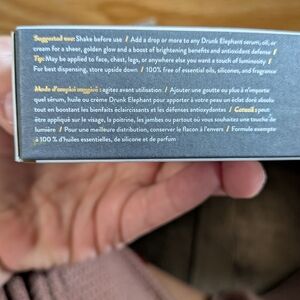 Suggested use: Shake before use / Add a drop or more to any Drunk Elephant serum, oil, or
cream for a sheer, golden glow and a boost of brightening benefits and antioxidant defense /
Tip: May be applied to face, chest, legs, or anywhere else you want a touch of luminosity /
For best dispensing, store upside down / 100% free of essential oils, silicones, and fragrance
Mode d'emploi suggéré : agitez avant utilisation / Ajouter une goutte ou plus à n'importe
quel sérum, huile ou crème Drunk Elephant pour apporter à votre peau un éclat doré absolu
tout en boostant les bienfaits éclaircissants et les défenses antioxydantes / Conseil : peut
être appliqué sur le visage, la poitrine, les jambes ou partout où vous souhaitez une touche de
lumière / Pour une meilleure distribution, conserver le flacon à l'envers / Formule exempte
à 100 % d'huiles essentielles, de silicone et de parfum